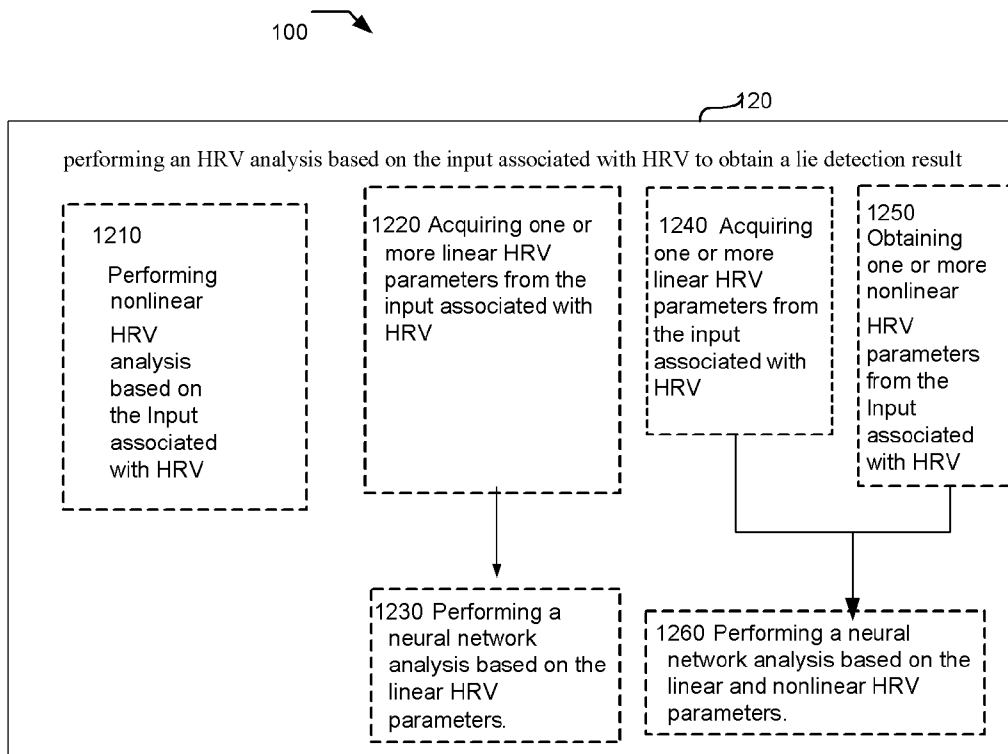 100
120
performing an HRV analysis based on the input associated with HRV to obtain a lie detection result
1210
Performing
nonlinear
HRV
analysis
based on
the Input
associated
with HRV
1220 Acquiring one
or more linear HRV
parameters from the
input associated with
HRV
1240 Acquiring
one or more
linear HRV
parameters from
the input
associated with
HRV
1250
Obtaining
one or more
nonlinear
HRV
parameters
from the
Input
associated
with HRV
1230 Performing a
neural network
analysis based on the
linear HRV
parameters.
1260 Performing a neural
network analysis based on the
linear and nonlinear HRV
parameters.